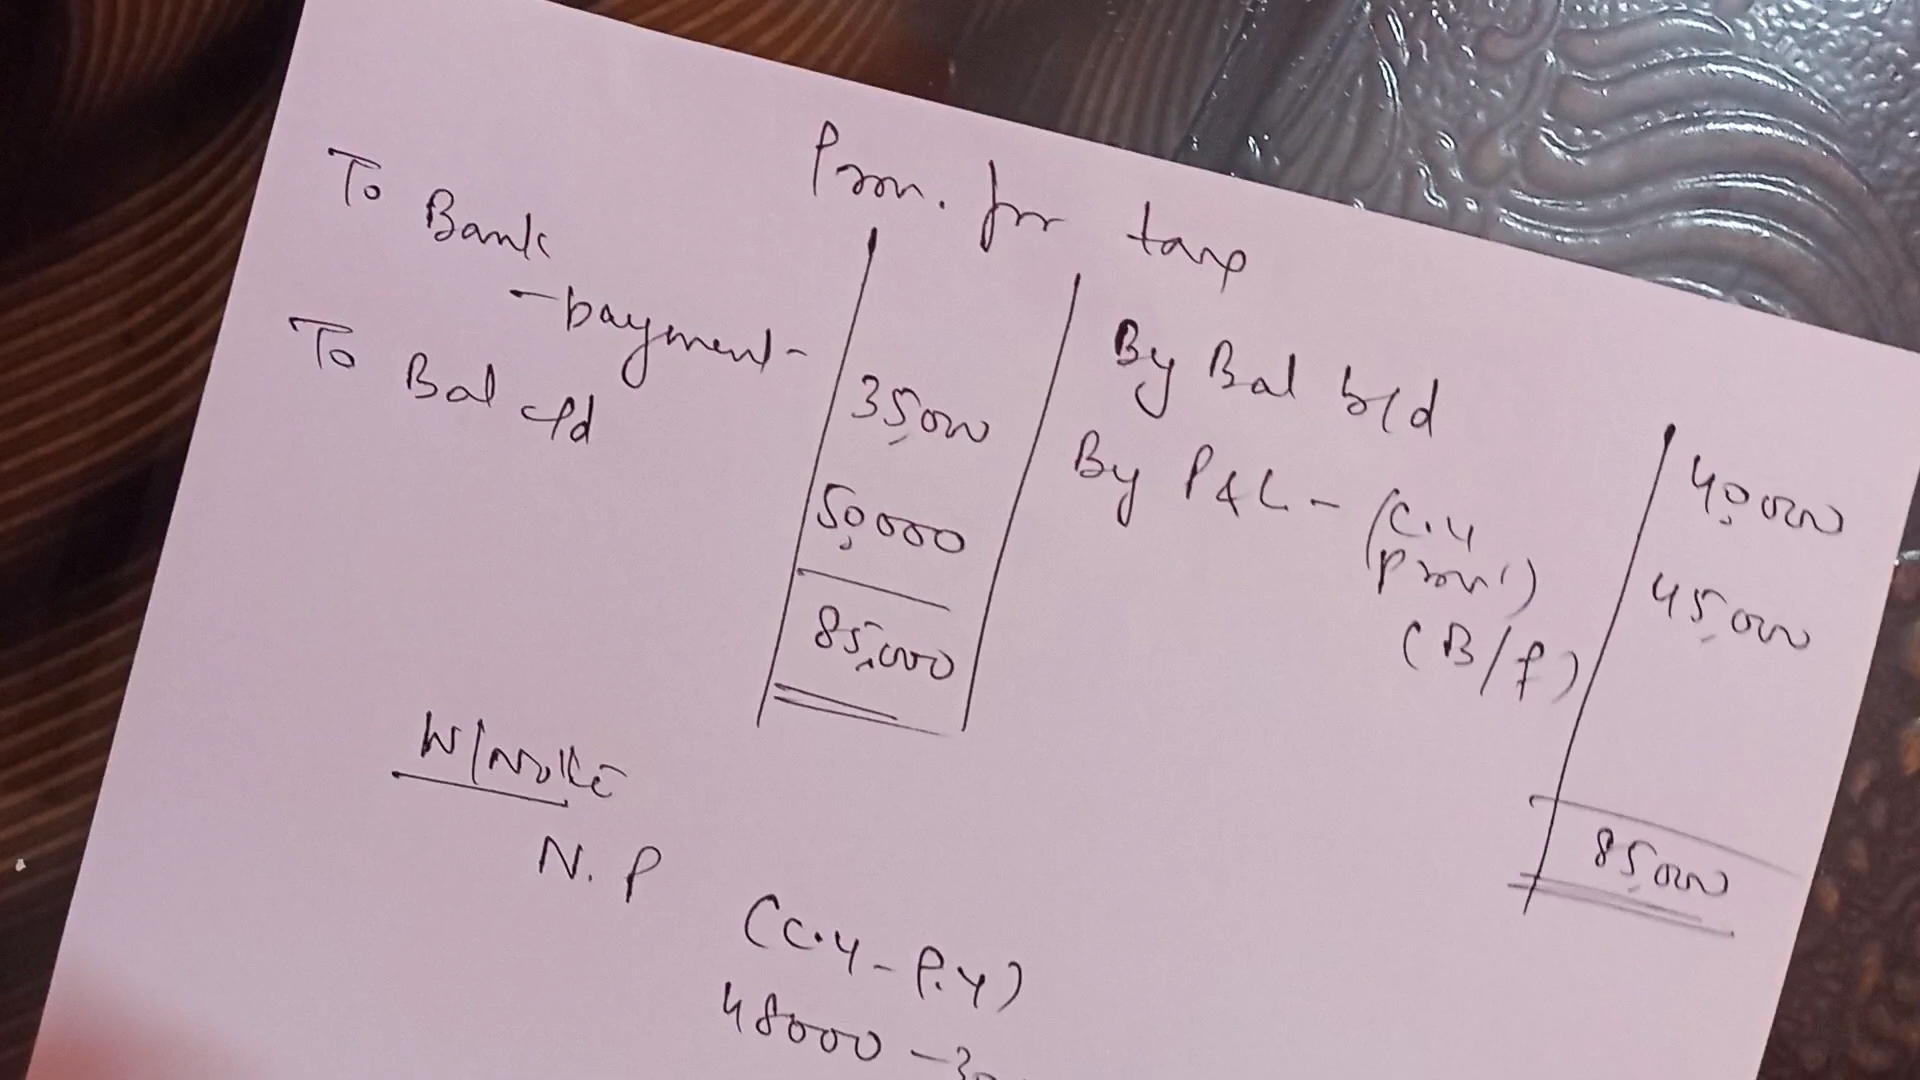 Prov. for tax
To Bank
-payment- 35,000
To Bal c/d 50,000
85,000
By Bal b/d 40,000
By P&L - (C.Y 45,000
Prov')
(B/f)
85,000
W/Note
N.P
(C.Y-P.Y)
48000 -